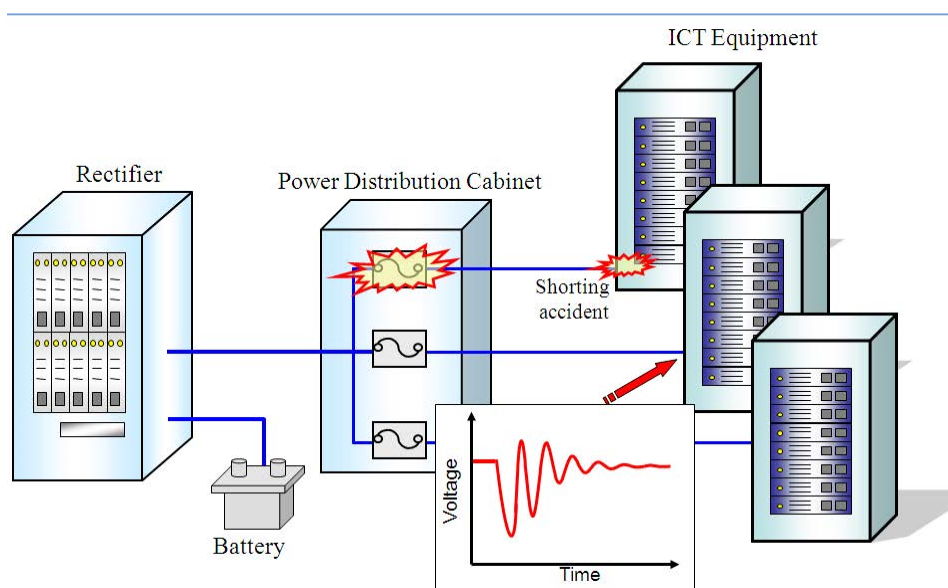 ICT Equipment
Rectifier
Power Distribution Cabinet
Shorting
accident
Voltage
Time
Battery